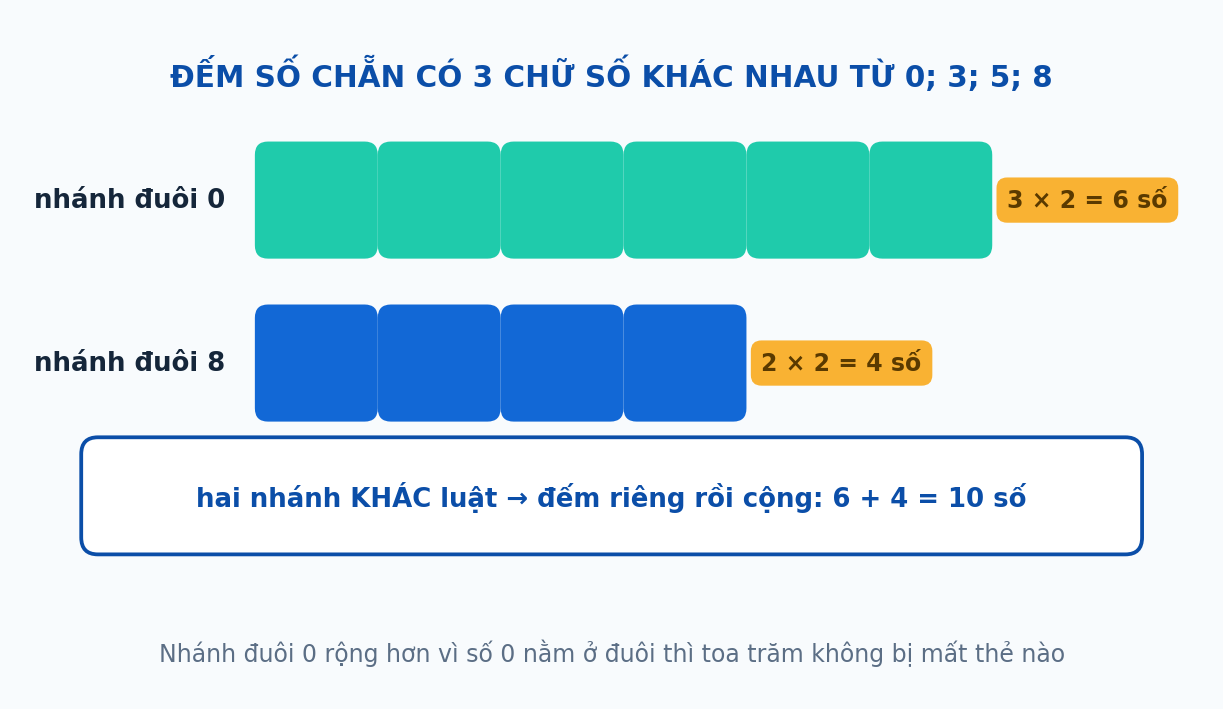 ĐẾM SỐ CHẴN CÓ 3 CHỮ SỐ KHÁC NHAU TỪ 0; 3; 5; 8
nhánh đuôi 0
3 × 2 = 6 số
nhánh đuôi 8
2 × 2 = 4 số
hai nhánh KHÁC luật → đếm riêng rồi cộng: 6 + 4 = 10 số
Nhánh đuôi 0 rộng hơn vì số 0 nằm ở đuôi thì toa trăm không bị mất thẻ nào